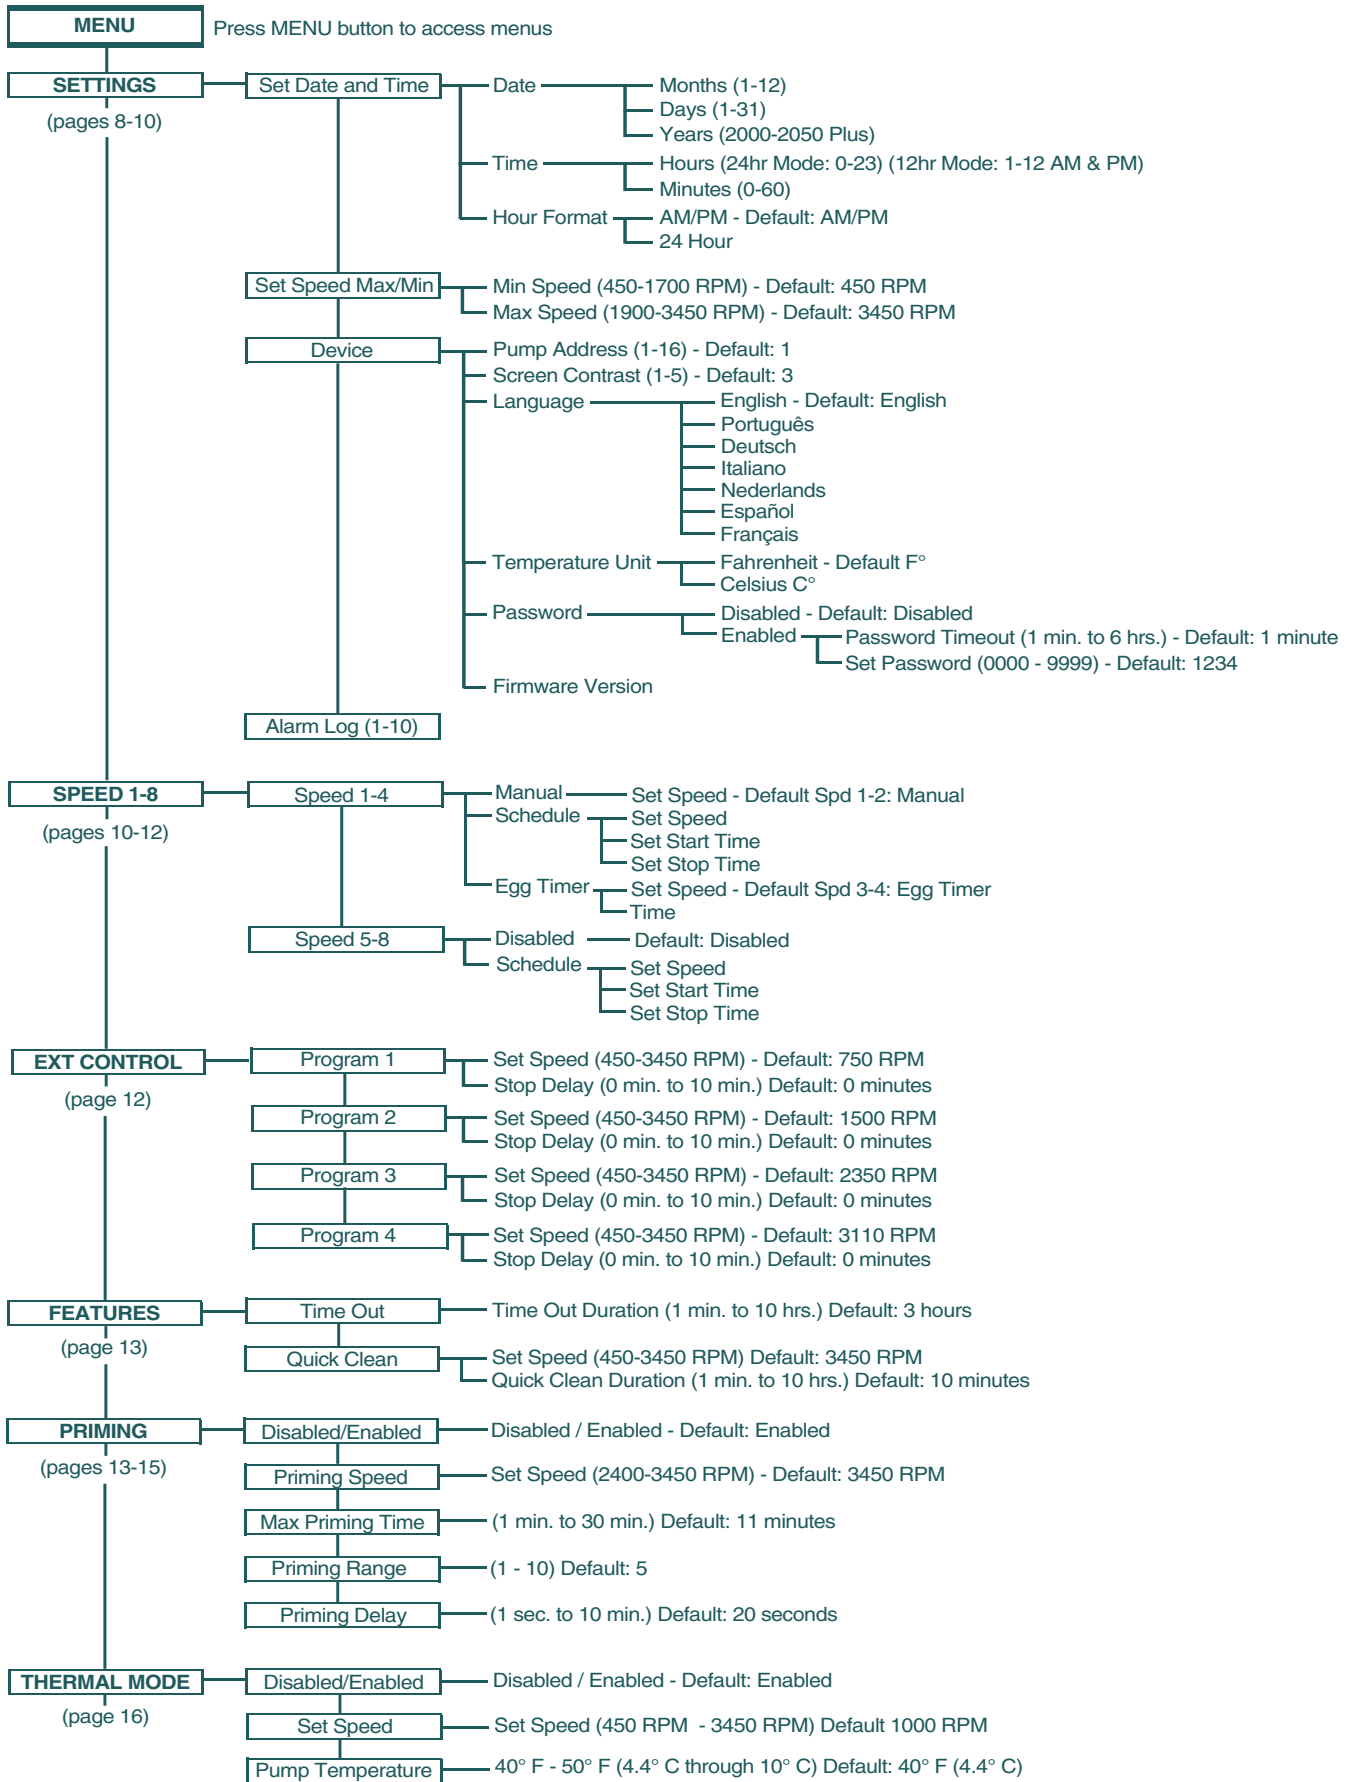 MENU
Press MENU button to access menus
SETTINGS
(pages 8-10)
Set Date and Time
Date
Months (1-12)
Days (1-31)
Years (2000-2050 Plus)
Time
Hours (24hr Mode: 0-23) (12hr Mode: 1-12 AM & PM)
Minutes (0-60)
Hour Format
AM/PM - Default: AM/PM
24 Hour
Set Speed Max/Min
Min Speed (450-1700 RPM) - Default: 450 RPM
Max Speed (1900-3450 RPM) - Default: 3450 RPM
Device
Pump Address (1-16) - Default: 1
Screen Contrast (1-5) - Default: 3
Language
English - Default: English
Português
Deutsch
Italiano
Nederlands
Español
Français
Temperature Unit
Fahrenheit - Default F°
Celsius C°
Password
Disabled - Default: Disabled
Enabled
Password Timeout (1 min. to 6 hrs.) - Default: 1 minute
Set Password (0000 - 9999) - Default: 1234
Firmware Version
Alarm Log (1-10)
SPEED 1-8
(pages 10-12)
Speed 1-4
Manual
Set Speed - Default Spd 1-2: Manual
Schedule
Set Speed
Set Start Time
Set Stop Time
Egg Timer
Set Speed - Default Spd 3-4: Egg Timer
Time
Speed 5-8
Disabled
Default: Disabled
Schedule
Set Speed
Set Start Time
Set Stop Time
EXT CONTROL
(page 12)
Program 1
Set Speed (450-3450 RPM) - Default: 750 RPM
Stop Delay (0 min. to 10 min.) Default: 0 minutes
Program 2
Set Speed (450-3450 RPM) - Default: 1500 RPM
Stop Delay (0 min. to 10 min.) Default: 0 minutes
Program 3
Set Speed (450-3450 RPM) - Default: 2350 RPM
Stop Delay (0 min. to 10 min.) Default: 0 minutes
Program 4
Set Speed (450-3450 RPM) - Default: 3110 RPM
Stop Delay (0 min. to 10 min.) Default: 0 minutes
FEATURES
(page 13)
Time Out
Time Out Duration (1 min. to 10 hrs.) Default: 3 hours
Quick Clean
Set Speed (450-3450 RPM) Default: 3450 RPM
Quick Clean Duration (1 min. to 10 hrs.) Default: 10 minutes
PRIMING
(pages 13-15)
Disabled/Enabled
Disabled / Enabled - Default: Enabled
Priming Speed
Set Speed (2400-3450 RPM) - Default: 3450 RPM
Max Priming Time
(1 min. to 30 min.) Default: 11 minutes
Priming Range
(1 - 10) Default: 5
Priming Delay
(1 sec. to 10 min.) Default: 20 seconds
THERMAL MODE
(page 16)
Disabled/Enabled
Disabled / Enabled - Default: Enabled
Set Speed
Set Speed (450 RPM - 3450 RPM) Default 1000 RPM
Pump Temperature
40° F - 50° F (4.4° C through 10° C) Default: 40° F (4.4° C)